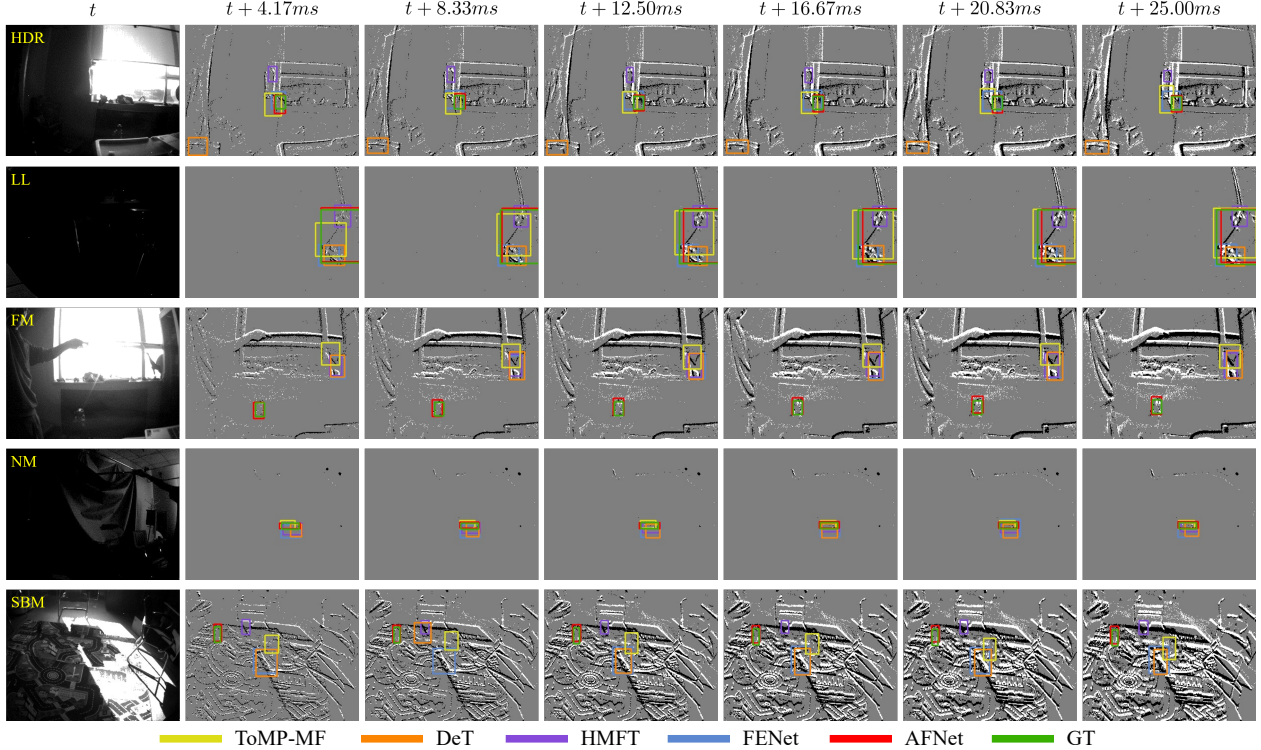 t t + 4.17ms t + 8.33ms t + 12.50ms t + 16.67ms t + 20.83ms t + 25.00ms
HDR
LL
FM
NM
SBM
ToMP-MF DeT HMFT FENet AFNet GT